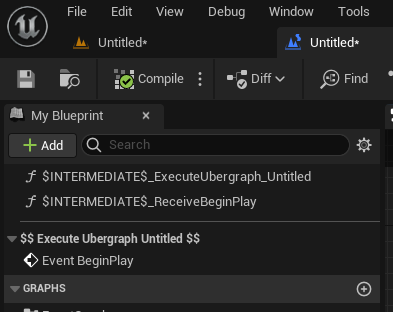 File Edit View Debug Window Tools
Untitled* Untitled*
Compile Diff Find
My Blueprint
Add Search
$INTERMEDIATE$_ExecuteUbergraph_Untitled
$INTERMEDIATE$_ReceiveBeginPlay
$$ Execute Ubergraph Untitled $$
Event BeginPlay
GRAPHS